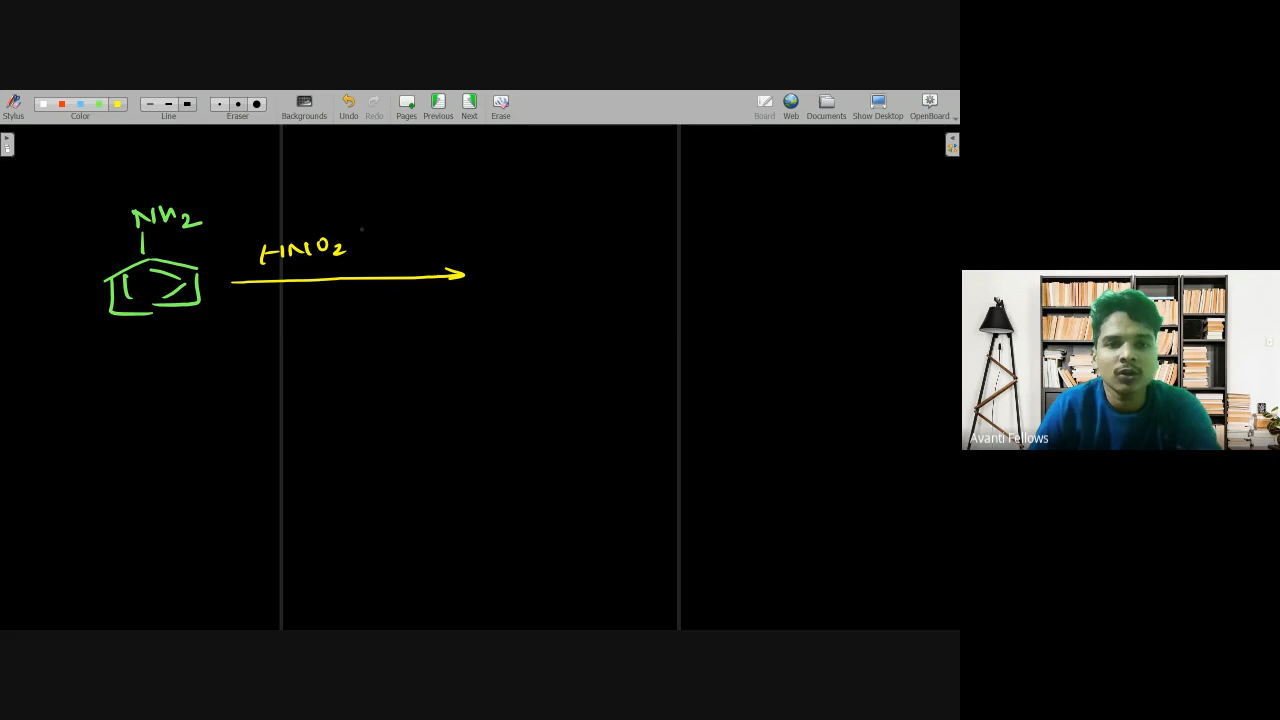 Stylus
Color
Line
Eraser
Backgrounds
Undo
Redo
Pages
Previous
Next
Erase
Board
Web
Documents
Show Desktop
OpenBoard
NH2
HNO2
Avanti Fellows